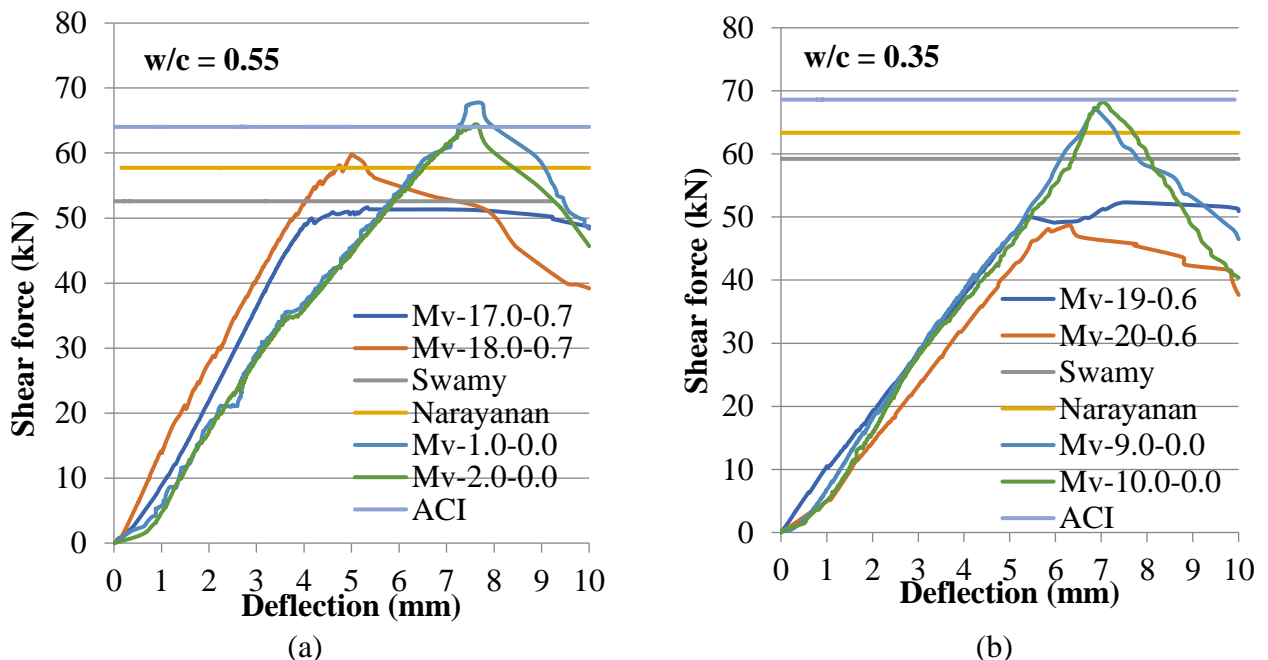 w/c = 0.55
Shear force (kN)
80
70
60
50
40
30
20
10
0
0 1 2 3 4 5 6 7 8 9 10
Deflection (mm)
Mv-17.0-0.7
Mv-18.0-0.7
Swamy
Narayanan
Mv-1.0-0.0
Mv-2.0-0.0
ACI
(a)
w/c = 0.35
Shear force (kN)
80
70
60
50
40
30
20
10
0
0 1 2 3 4 5 6 7 8 9 10
Deflection (mm)
Mv-19-0.6
Mv-20-0.6
Swamy
Narayanan
Mv-9.0-0.0
Mv-10.0-0.0
ACI
(b)